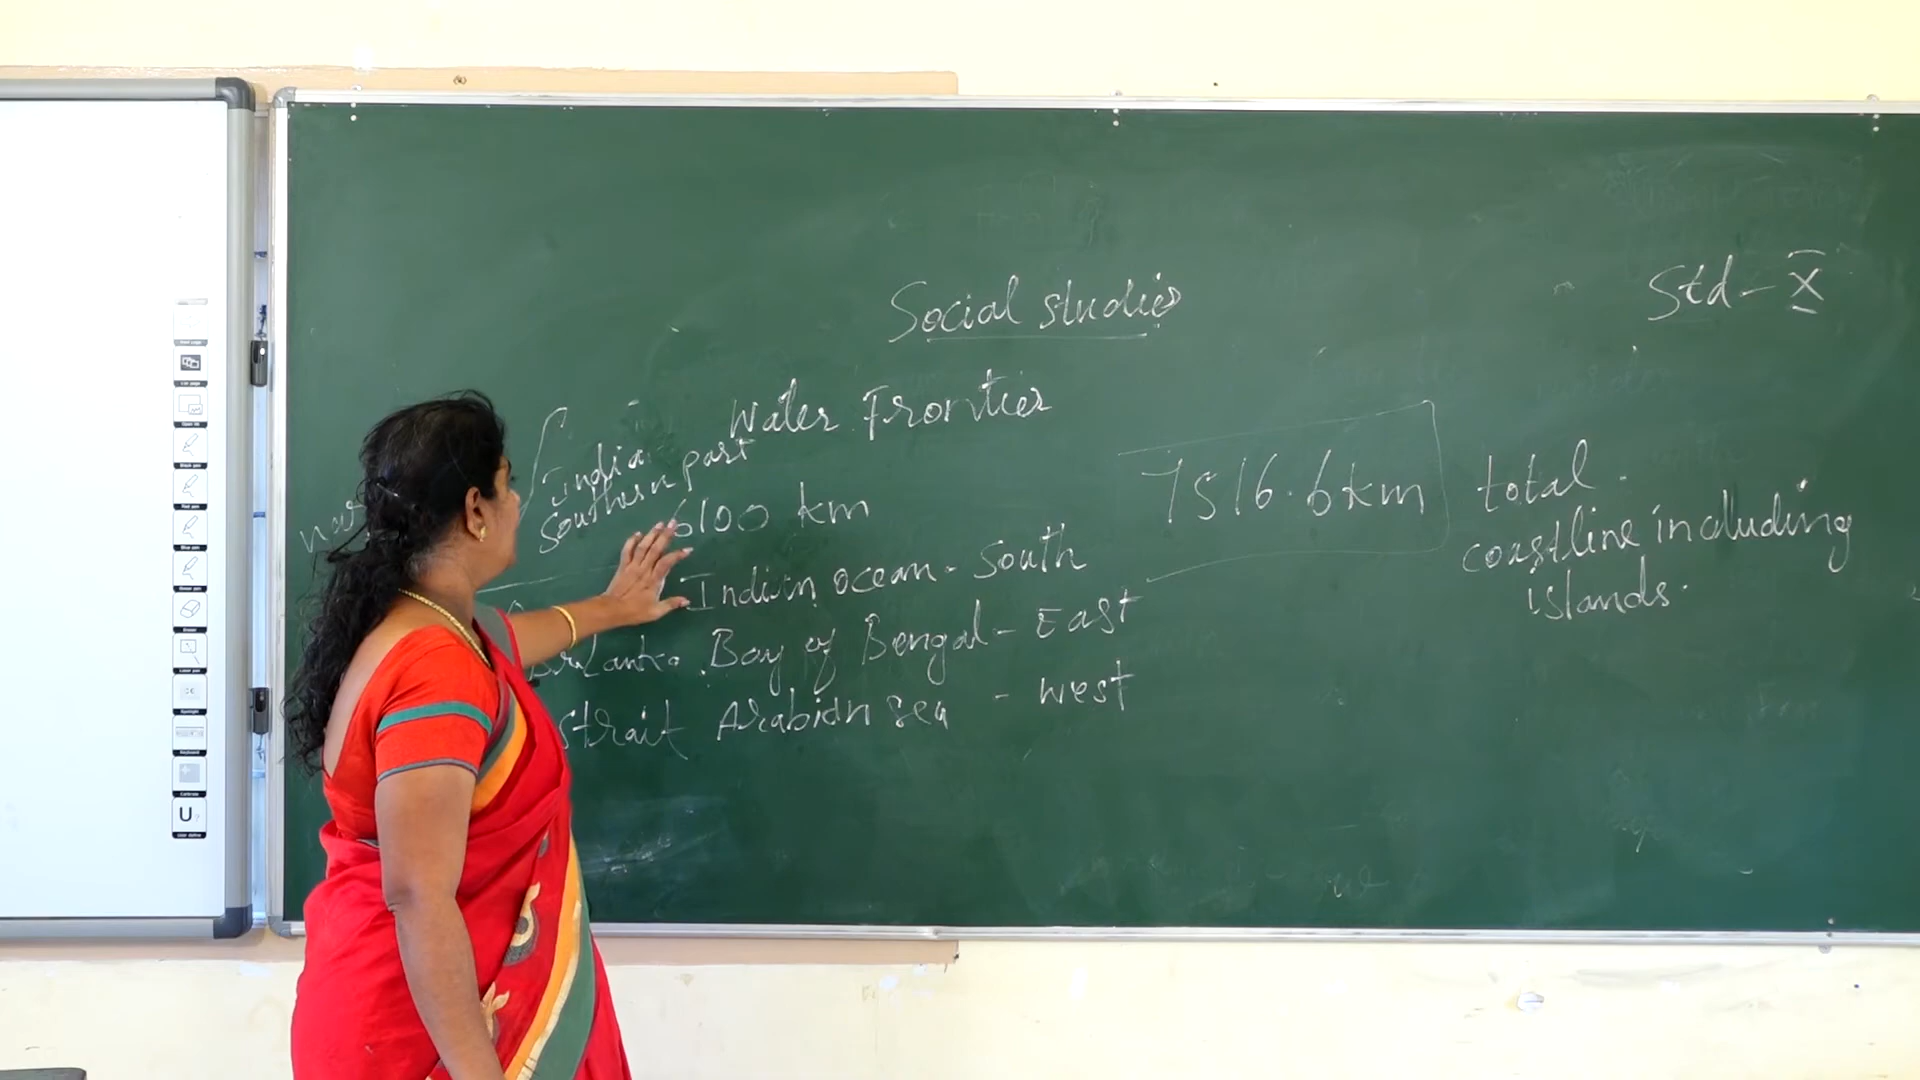 Social studies
Std - X
Water Frontier
India
southern part
6100 km
7516.6 km
total
coastline including
islands.
Indian ocean - South
Bay of Bengal - East
strait Arabian sea - west
U